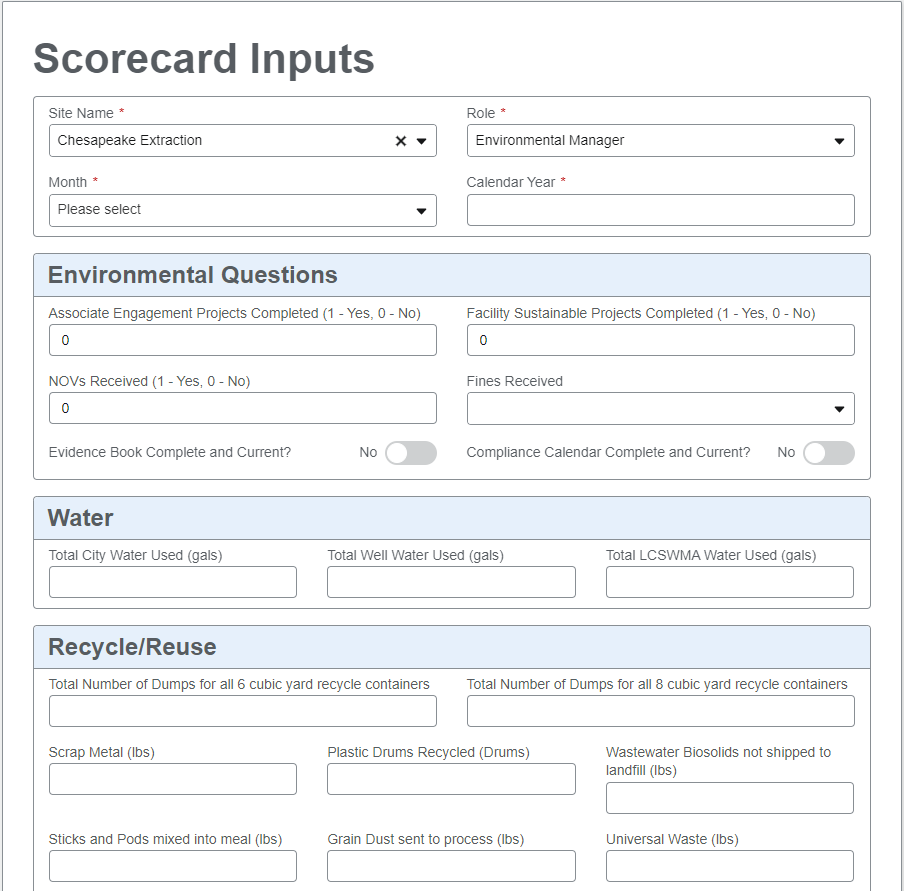 Scorecard Inputs
Site Name *
Role *
Chesapeake Extraction
Environmental Manager
Month *
Calendar Year *
Please select
Environmental Questions
Associate Engagement Projects Completed (1 - Yes, 0 - No)
Facility Sustainable Projects Completed (1 - Yes, 0 - No)
0
0
NOVs Received (1 - Yes, 0 - No)
Fines Received
0
Evidence Book Complete and Current? No
Compliance Calendar Complete and Current? No
Water
Total City Water Used (gals)
Total Well Water Used (gals)
Total LCSWMA Water Used (gals)
Recycle/Reuse
Total Number of Dumps for all 6 cubic yard recycle containers
Total Number of Dumps for all 8 cubic yard recycle containers
Scrap Metal (lbs)
Plastic Drums Recycled (Drums)
Wastewater Biosolids not shipped to
landfill (lbs)
Sticks and Pods mixed into meal (lbs)
Grain Dust sent to process (lbs)
Universal Waste (lbs)